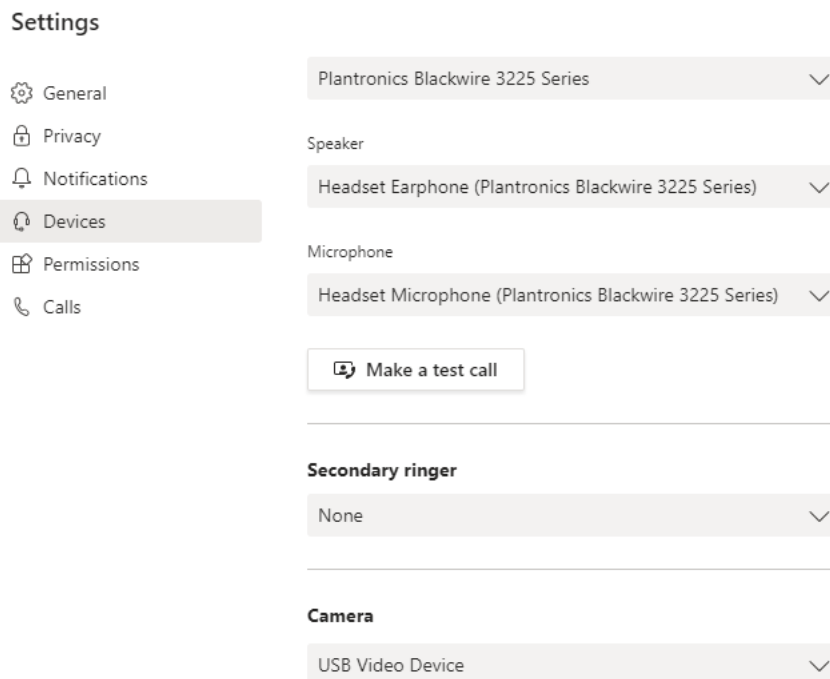 Settings
General
Privacy
Notifications
Devices
Permissions
Calls
Plantronics Blackwire 3225 Series
Speaker
Headset Earphone (Plantronics Blackwire 3225 Series)
Microphone
Headset Microphone (Plantronics Blackwire 3225 Series)
Make a test call
Secondary ringer
None
Camera
USB Video Device